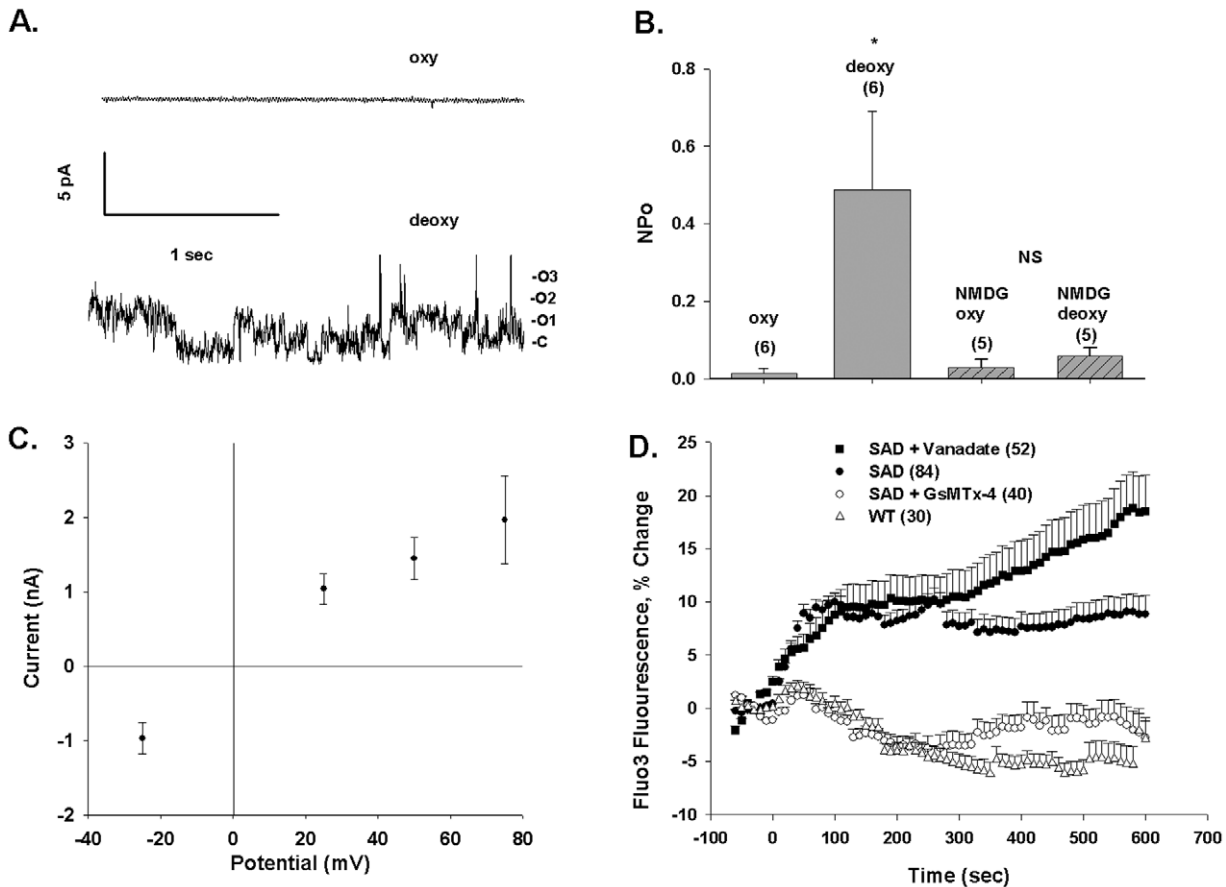 A.
oxy
5 pA
1 sec
deoxy
-O3
-O2
-O1
-C
B.
NPo
0.8
0.6
0.4
0.2
0.0
oxy
(6)
*
deoxy
(6)
NMDG
oxy
(5)
NS
NMDG
deoxy
(5)
C.
Current (nA)
3
2
1
0
-1
-2
-40
-20
0
20
40
60
80
Potential (mV)
D.
Fluo3 Fluourescence, % Change
25
20
15
10
5
0
-5
-10
SAD + Vanadate (52)
SAD (84)
SAD + GsMTx-4 (40)
WT (30)
-100
0
100
200
300
400
500
600
700
Time (sec)